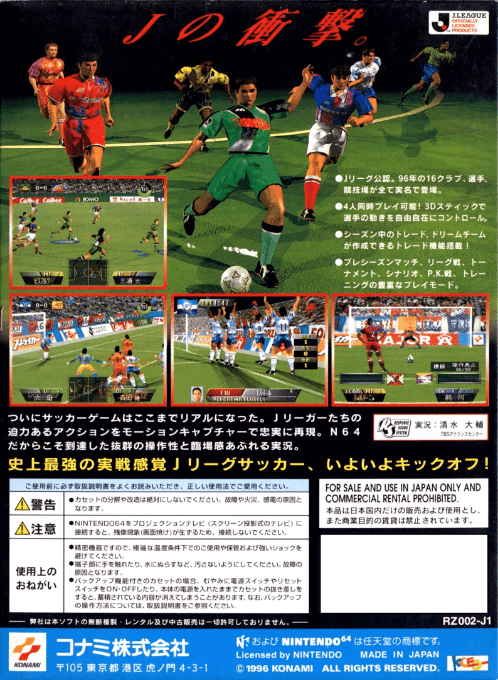 Jの衝撃。
J.LEAGUE
OFFICIALLY
LICENSED
PRODUCTS
●Jリーグ公認。96年の16クラブ、選手、
競技場が全て実名で登場。
●4人同時プレイ可能!3Dスティックで
選手の動きを自由自在にコントロール。
●シーズン中のトレード、ドリームチーム
が作成できるトレード機能搭載!
●プレシーズンマッチ、リーグ戦、トー
ナメント、シナリオ、P.K.戦、トレー
ニングの豊富なプレイモード。
JOMO
ついにサッカーゲームはここまでリアルになった。Jリーガーたちの
迫力あるアクションをモーションキャプチャーで忠実に再現。N64
だからこそ到達した抜群の操作性と臨場感あふれる実況。
実況:清水 大輔
TBSアナウンスセンター
史上最強の実戦感覚Jリーグサッカー、いよいよキックオフ!
ご使用前に必ず取扱説明書をよくお読みいただき、正しい使用法でご愛用ください。
警告
●カセットの分解や改造は絶対にしないでください。故障や火災、感電の原因と
なります。
注意
●NINTENDO64をプロジェクションテレビ(スクリーン投影式のテレビ)に
接続すると、残像現象(画面焼け)が生ずるため、接続しないでください。
使用上の
おねがい
●精密機器ですので、極端な温度条件下でのご使用や保管および強いショックを
避けてください。
●端子部に手を触れたり、水にぬらすなど、汚さないようにしてください。故障の
原因となります。
●バックアップ機能付きのカセットの場合、むやみに電源スイッチやリセット
スイッチをON・OFFしたり、本体の電源を入れたままでカセットの抜き差しを
すると、蓄積されている内容が消えてしまうことがあります。なお、バックアップ
の操作方法については、取扱説明書をご参照ください。
FOR SALE AND USE IN JAPAN ONLY AND
COMMERCIAL RENTAL PROHIBITED.
本品は日本国内だけの販売および使用とし、
また商業目的の賃貸は禁止されています。
弊社は本ソフトの無断複製・レンタル及び中古販売は一切許可しておりません。
RZ002-J1
KONAMI
コナミ株式会社
〒105 東京都港区虎ノ門4-3-1
および NINTENDO64 は任天堂の商標です。
Licensed by NINTENDO MADE IN JAPAN
©1996 KONAMI ALL RIGHTS RESERVED.